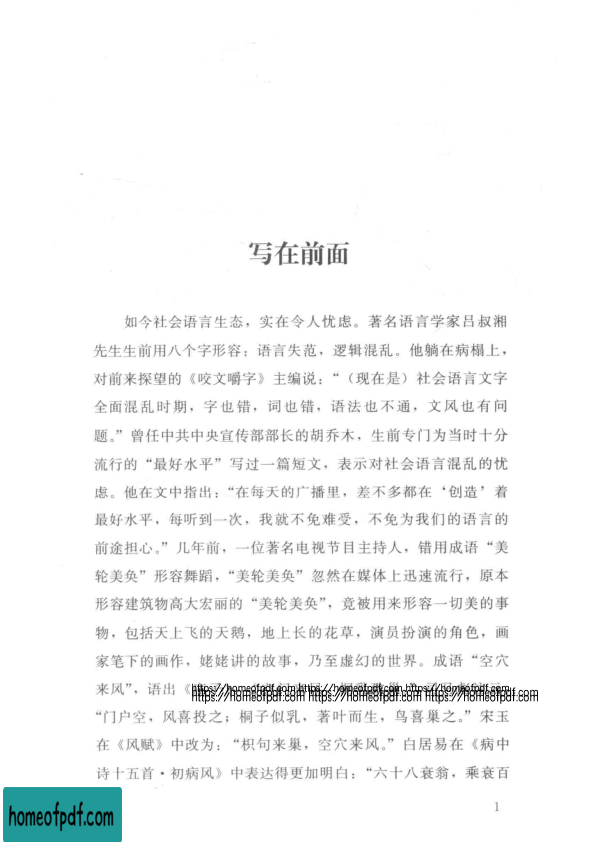 写在前面
如今社会语言生态，实在令人忧虑。著名语言学家吕叔湘
先生生前用八个字形容：语言失范，逻辑混乱。他躺在病榻上，
对前来探望的《咬文嚼字》主编说：“（现在是）社会语言文字
全面混乱时期，字也错，词也错，语法也不通，文风也有问
题。”曾任中共中央宣传部部长的胡乔木，生前专门为当时十分
流行的“最好水平”写过一篇短文，表示对社会语言混乱的忧
虑。他在文中指出：“在每天的广播里，差不多都在‘创造’着
最好水平，每听到一次，我就不免难受，不免为我们的语言的
前途担心。”几年前，一位著名电视节目主持人，错用成语“美
轮美奂”形容舞蹈，“美轮美奂”忽然在媒体上迅速流行，原本
形容建筑物高大宏丽的“美轮美奂”，竟被用来形容一切美的事
物，包括天上飞的天鹅，地上长的花草，演员扮演的角色，画
家笔下的画作，姥姥讲的故事，乃至虚幻的世界。成语“空穴
来风”，语出《
https://homeofpdf.com https://homeofpdf.com https://homeofpdf.com
https://homeofpdf.com https://homeofpdf.com https://homeofpdf.com
“门户空，风喜投之；桐子似乳，著叶而生，鸟喜巢之。”宋玉
在《风赋》中改为：“枳句来巢，空穴来风。”白居易在《病中
诗十五首·初病风》中表达得更加明白：“六十八衰翁，乘衰百
1
homeofpdf.com